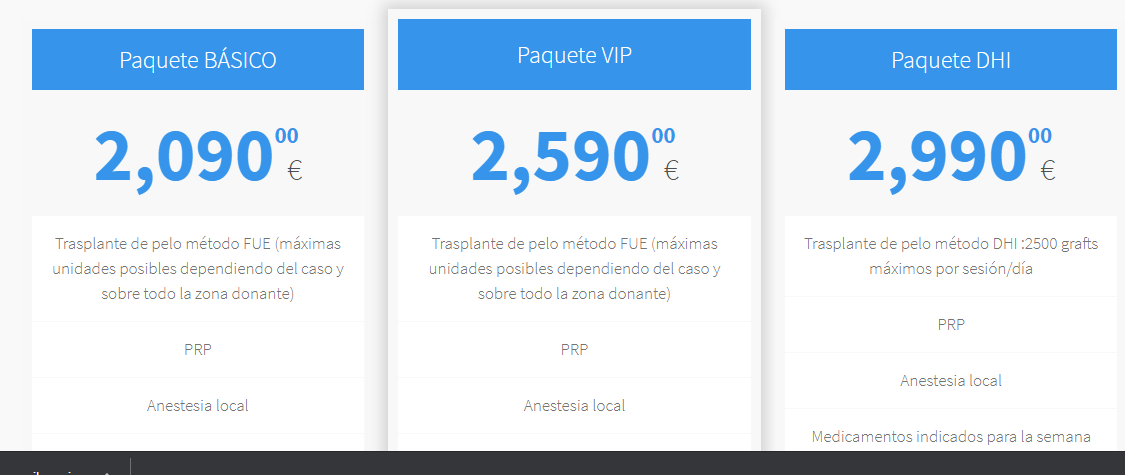 Paquete BÁSICO
2,090 00 €
Trasplante de pelo método FUE (máximas
unidades posibles dependiendo del caso y
sobre todo la zona donante)
PRP
Anestesia local
Paquete VIP
2,590 00 €
Trasplante de pelo método FUE (máximas
unidades posibles dependiendo del caso y
sobre todo la zona donante)
PRP
Anestesia local
Paquete DHI
2,990 00 €
Trasplante de pelo método DHI :2500 grafts
máximos por sesión/día
PRP
Anestesia local
Medicamentos indicados para la semana